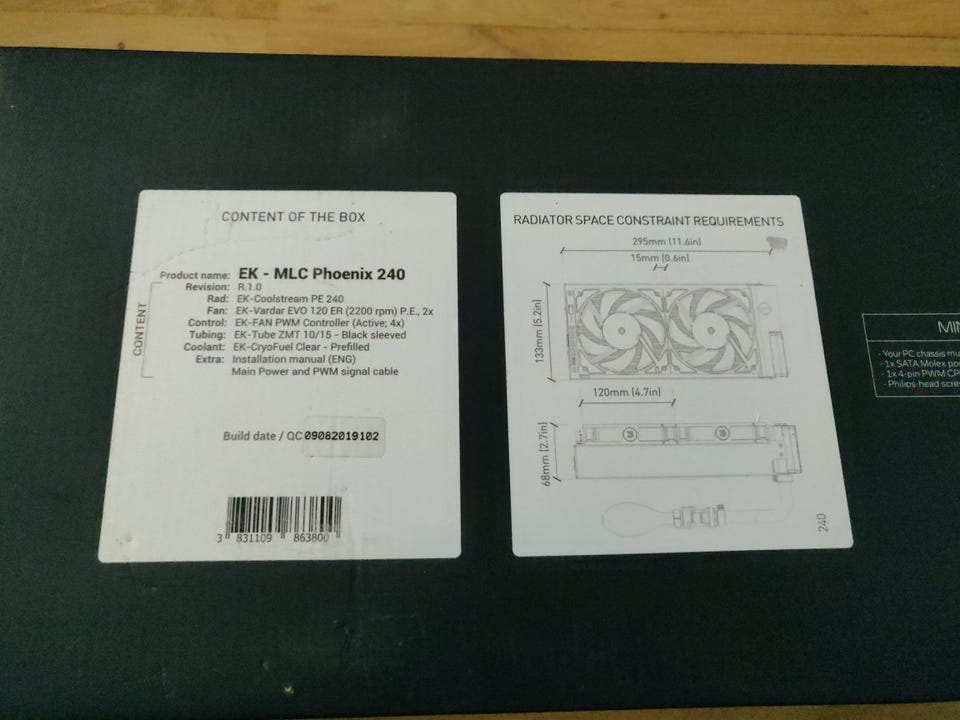 CONTENT OF THE BOX
Product name: EK - MLC Phoenix 240
Revision: R.1.0
Rad: EK-Coolstream PE 240
Fan: EK-Vardar EVO 120 ER (2200 rpm) P.E., 2x
Control: EK-FAN PWM Controller (Active; 4x)
Tubing: EK-Tube ZMT 10/15 - Black sleeved
Coolant: EK-CryoFuel Clear - Prefilled
Extra: Installation manual (ENG)
Main Power and PWM signal cable
CONTENT
Build date / QC 09082019102
3 831109 863800
RADIATOR SPACE CONSTRAINT REQUIREMENTS
295mm (11.6in)
15mm (0.6in)
133mm (5.2in)
120mm (4.7in)
68mm (2.7in)
240
MIN
- Your PC chassis mu
- 1x SATA Molex po
- 1x 4-pin PWM CP
- Philips-head scre